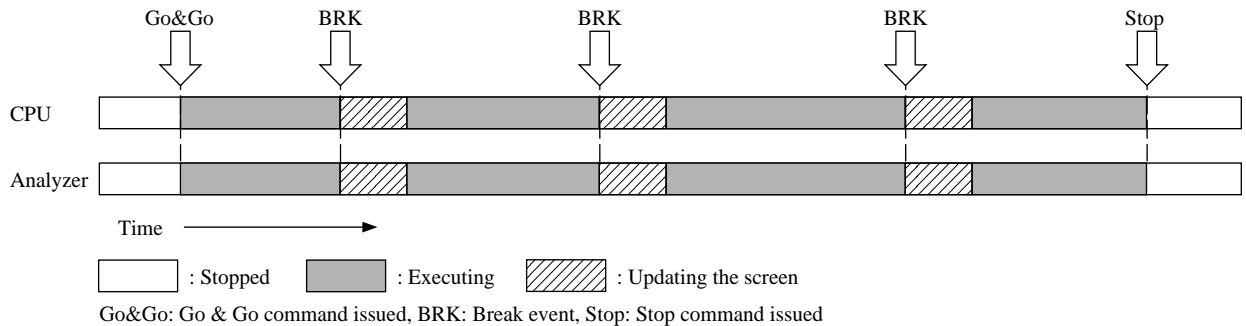 Go&Go BRK BRK BRK Stop
CPU
Analyzer
Time
: Stopped : Executing : Updating the screen
Go&Go: Go & Go command issued, BRK: Break event, Stop: Stop command issued